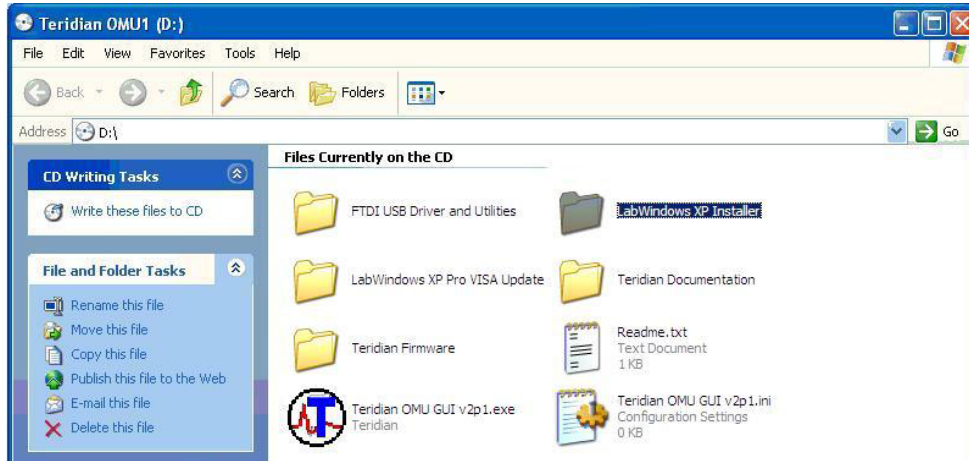 Teridian OMU1 (D:)
File Edit View Favorites Tools Help
Back Search Folders
Address D:\ Go
CD Writing Tasks
Write these files to CD
File and Folder Tasks
Rename this file
Move this file
Copy this file
Publish this file to the Web
E-mail this file
Delete this file
Files Currently on the CD
FTDI USB Driver and Utilities
LabWindows XP Installer
LabWindows XP Pro VISA Update
Teridian Documentation
Teridian Firmware
Readme.txt
Text Document
1 KB
Teridian OMU GUI v2p1.exe
Teridian
Teridian OMU GUI v2p1.ini
Configuration Settings
0 KB